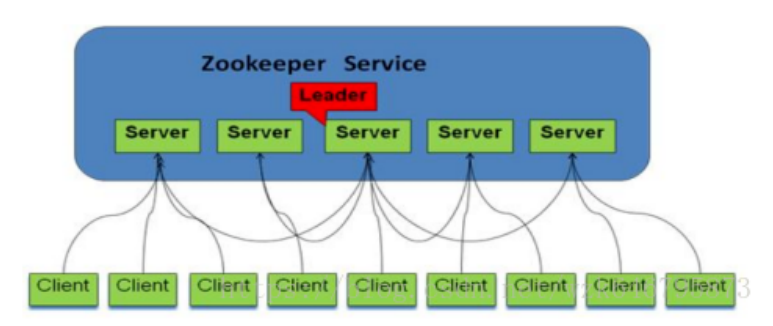 Zookeeper Service
Leader
Server Server Server Server Server
Client Client Client Client Client Client Client Client Client